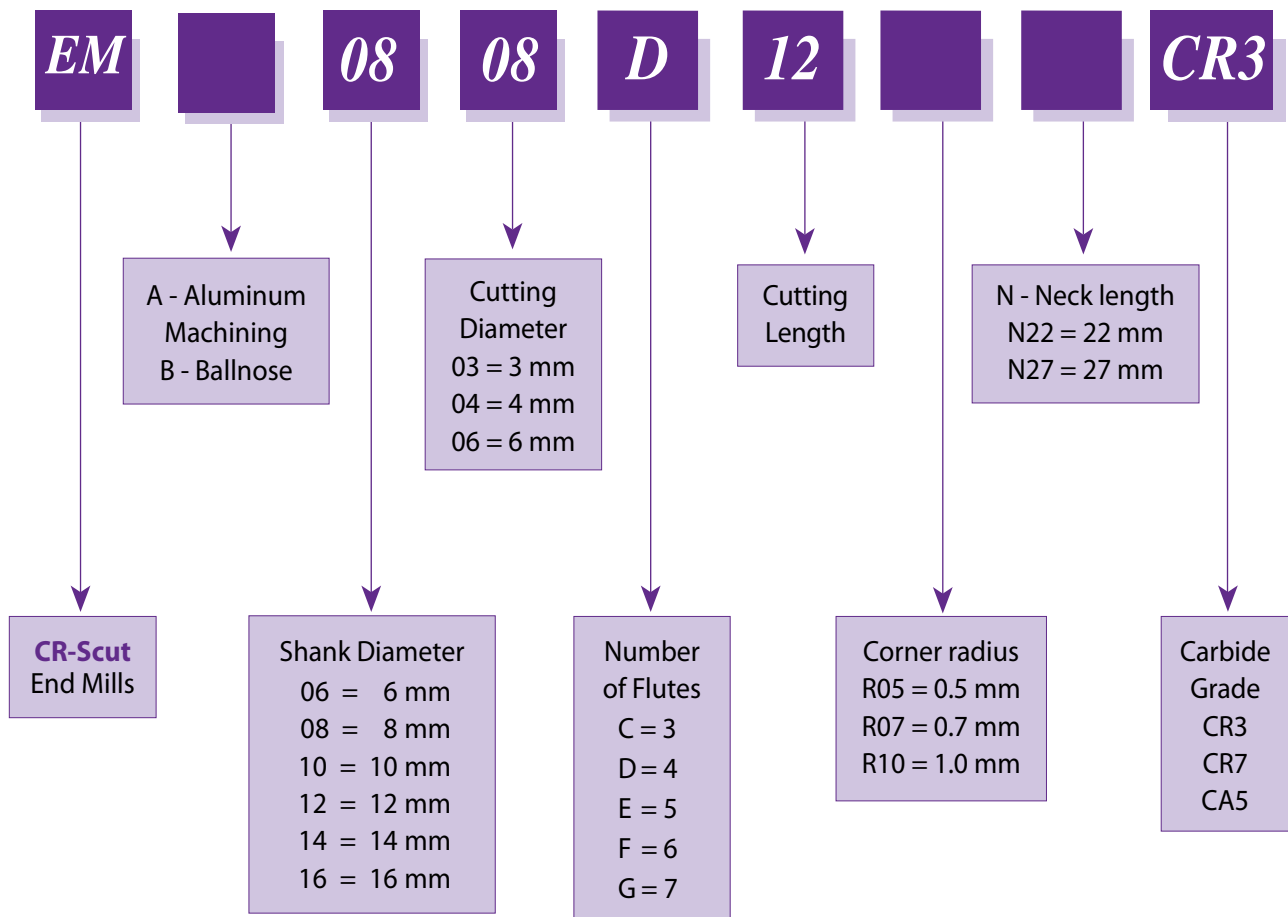 EM 08 08 D 12 CR3
A - Aluminum
Machining
B - Ballnose
Cutting
Diameter
03 = 3 mm
04 = 4 mm
06 = 6 mm
Cutting
Length
N - Neck length
N22 = 22 mm
N27 = 27 mm
CR-Scut
End Mills
Shank Diameter
06 = 6 mm
08 = 8 mm
10 = 10 mm
12 = 12 mm
14 = 14 mm
16 = 16 mm
Number
of Flutes
C = 3
D = 4
E = 5
F = 6
G = 7
Corner radius
R05 = 0.5 mm
R07 = 0.7 mm
R10 = 1.0 mm
Carbide
Grade
CR3
CR7
CA5